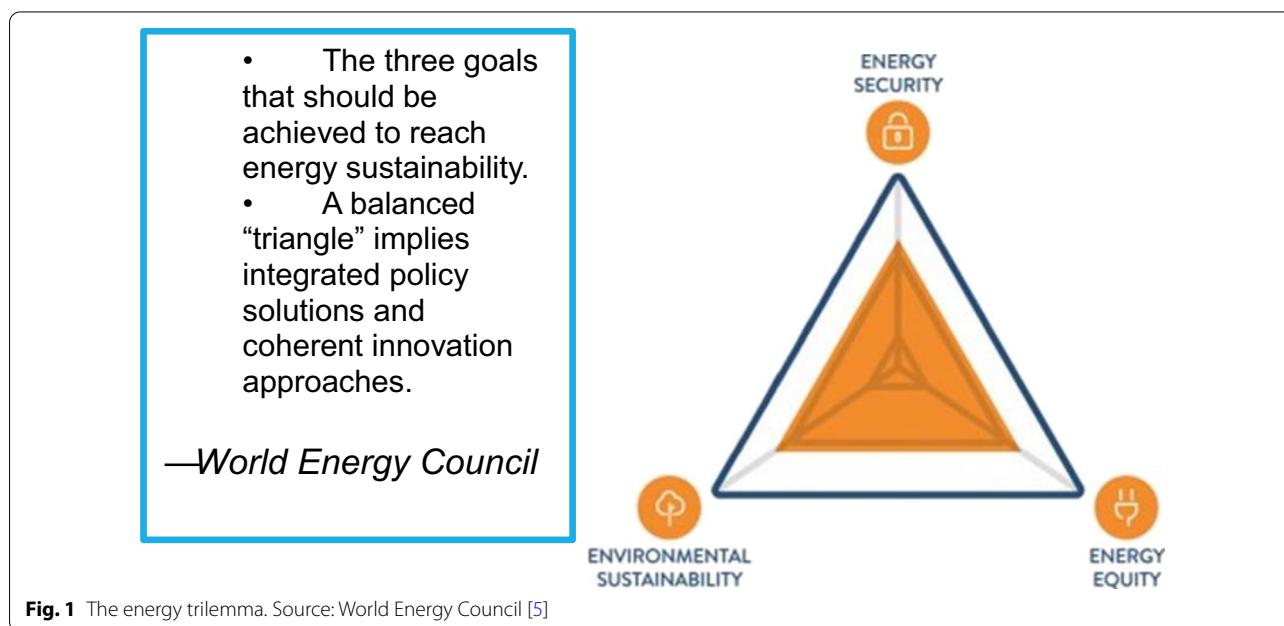 • The three goals
that should be
achieved to reach
energy sustainability.
• A balanced
“triangle” implies
integrated policy
solutions and
coherent innovation
approaches.
—World Energy Council
ENERGY
SECURITY
ENVIRONMENTAL
SUSTAINABILITY
ENERGY
EQUITY
Fig. 1 The energy trilemma. Source: World Energy Council [5]